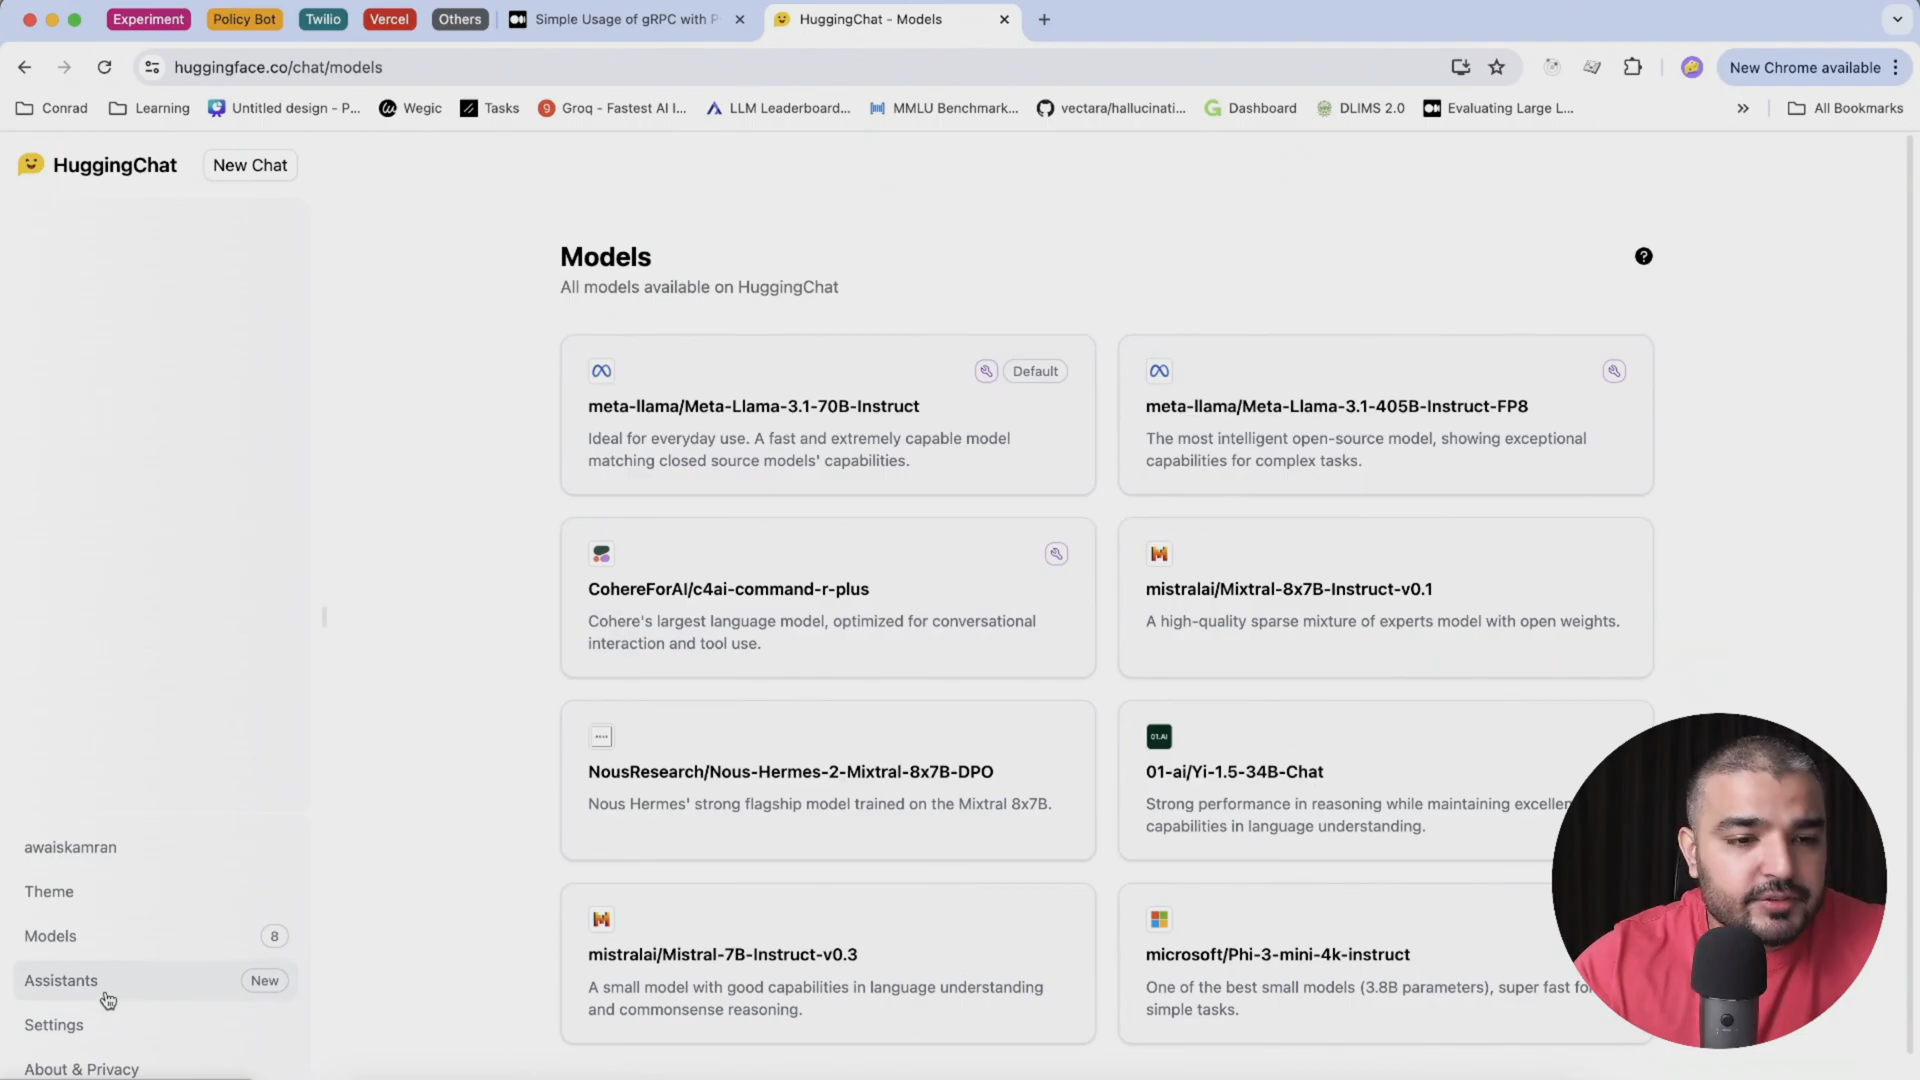 Experiment
Policy Bot
Twilio
Vercel
Others
Simple Usage of gRPC with P
HuggingChat - Models
huggingface.co/chat/models
New Chrome available
Conrad
Learning
Untitled design - P...
Wegic
Tasks
Groq - Fastest AI I...
LLM Leaderboard...
MMLU Benchmark...
vectara/hallucinati...
Dashboard
DLIMS 2.0
Evaluating Large L...
All Bookmarks
HuggingChat
New Chat
Models
All models available on HuggingChat
Default
meta-llama/Meta-Llama-3.1-70B-Instruct
Ideal for everyday use. A fast and extremely capable model
matching closed source models' capabilities.
meta-llama/Meta-Llama-3.1-405B-Instruct-FP8
The most intelligent open-source model, showing exceptional
capabilities for complex tasks.
CohereForAI/c4ai-command-r-plus
Cohere's largest language model, optimized for conversational
interaction and tool use.
mistralai/Mixtral-8x7B-Instruct-v0.1
A high-quality sparse mixture of experts model with open weights.
NousResearch/Nous-Hermes-2-Mixtral-8x7B-DPO
Nous Hermes' strong flagship model trained on the Mixtral 8x7B.
01.AI
01-ai/Yi-1.5-34B-Chat
Strong performance in reasoning while maintaining excellen
capabilities in language understanding.
mistralai/Mistral-7B-Instruct-v0.3
A small model with good capabilities in language understanding
and commonsense reasoning.
microsoft/Phi-3-mini-4k-instruct
One of the best small models (3.8B parameters), super fast fo
simple tasks.
awaiskamran
Theme
Models 8
Assistants New
Settings
About & Privacy